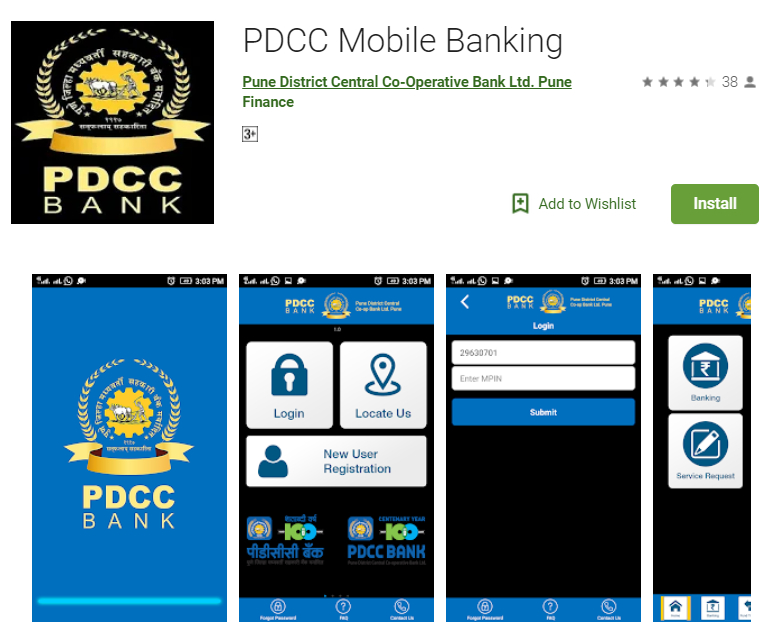 पुणे जिल्हा मध्यवर्ती सहकारी बँक मर्यादित
१९१७
PDCC
BANK
PDCC Mobile Banking
Pune District Central Co-Operative Bank Ltd. Pune
38
Finance
3+
Add to Wishlist
Install
3:03 PM
PDCC
BANK
3:03 PM
PDCC
BANK
Pune District Central
Co-op Bank Ltd. Pune
1.0
Login
Locate Us
New User
Registration
शताब्दी वर्ष
100
पीडीसीसी बँक
CENTENARY YEAR
100
PDCC BANK
Pune District Central Co-operative Bank Ltd.
Forgot Password
FAQ
Contact Us
3:03 PM
PDCC
BANK
Pune District Central
Co-op Bank Ltd. Pune
Login
29630701
Enter MPIN
Submit
Forgot Password
FAQ
Contact Us
PDCC
BANK
Banking
Service Request
Home
Banking